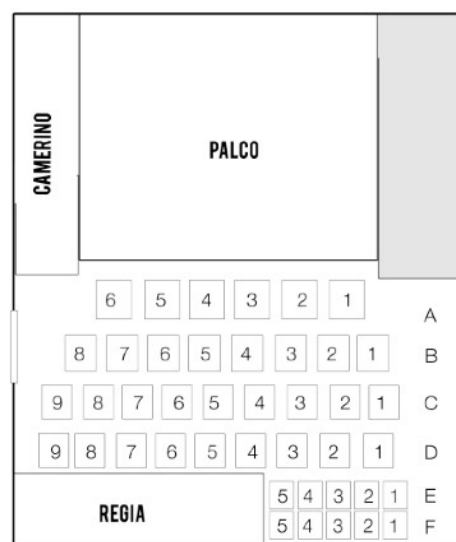 CAMERINO
PALCO
6 5 4 3 2 1 A
8 7 6 5 4 3 2 1 B
9 8 7 6 5 4 3 2 1 C
9 8 7 6 5 4 3 2 1 D
5 4 3 2 1 E
REGIA
5 4 3 2 1 F